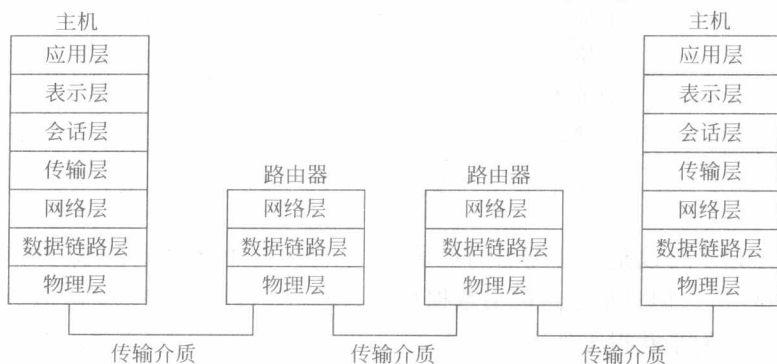 主机
应用层
表示层
会话层
传输层
网络层
数据链路层
物理层
路由器
网络层
数据链路层
物理层
路由器
网络层
数据链路层
物理层
主机
应用层
表示层
会话层
传输层
网络层
数据链路层
物理层
传输介质
传输介质
传输介质